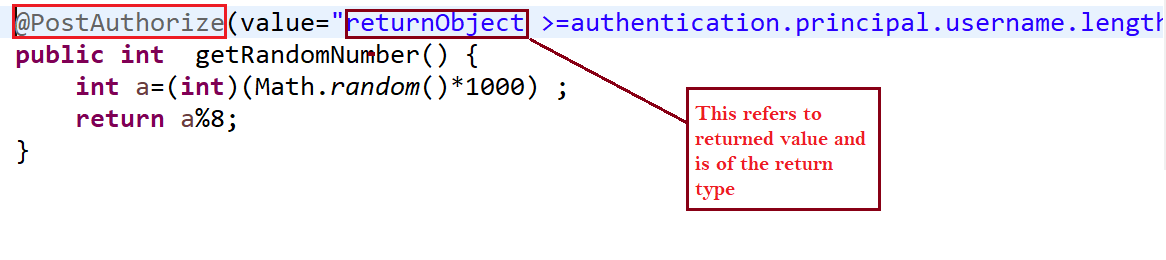 @PostAuthorize(value="returnObject >=authentication.principal.username.length
public int  getRandomNumber() {
    int a=(int)(Math.random()*1000) ;
    return a%8;
}
This refers to
returned value and
is of the return
type